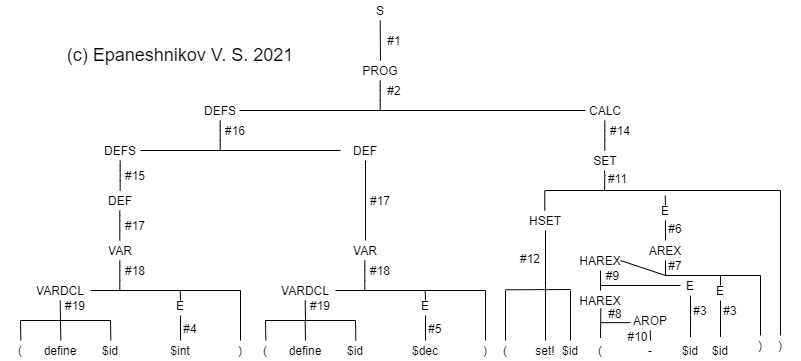 S
#1
(c) Epaneshnikov V. S. 2021
PROG
#2
DEFS CALC
#16 #14
DEFS DEF SET
#15 #11
DEF #17 E
#17 HSET #6
VAR VAR #12 HAREX AREX
#18 #18 #9 #7
VARDCL E VARDCL E HAREX E E
#19 #4 #19 #5 #8 AROP #3 #3
#10
( define $id $int ) ( define $id $dec ) ( set! $id ( - $id $id ) )